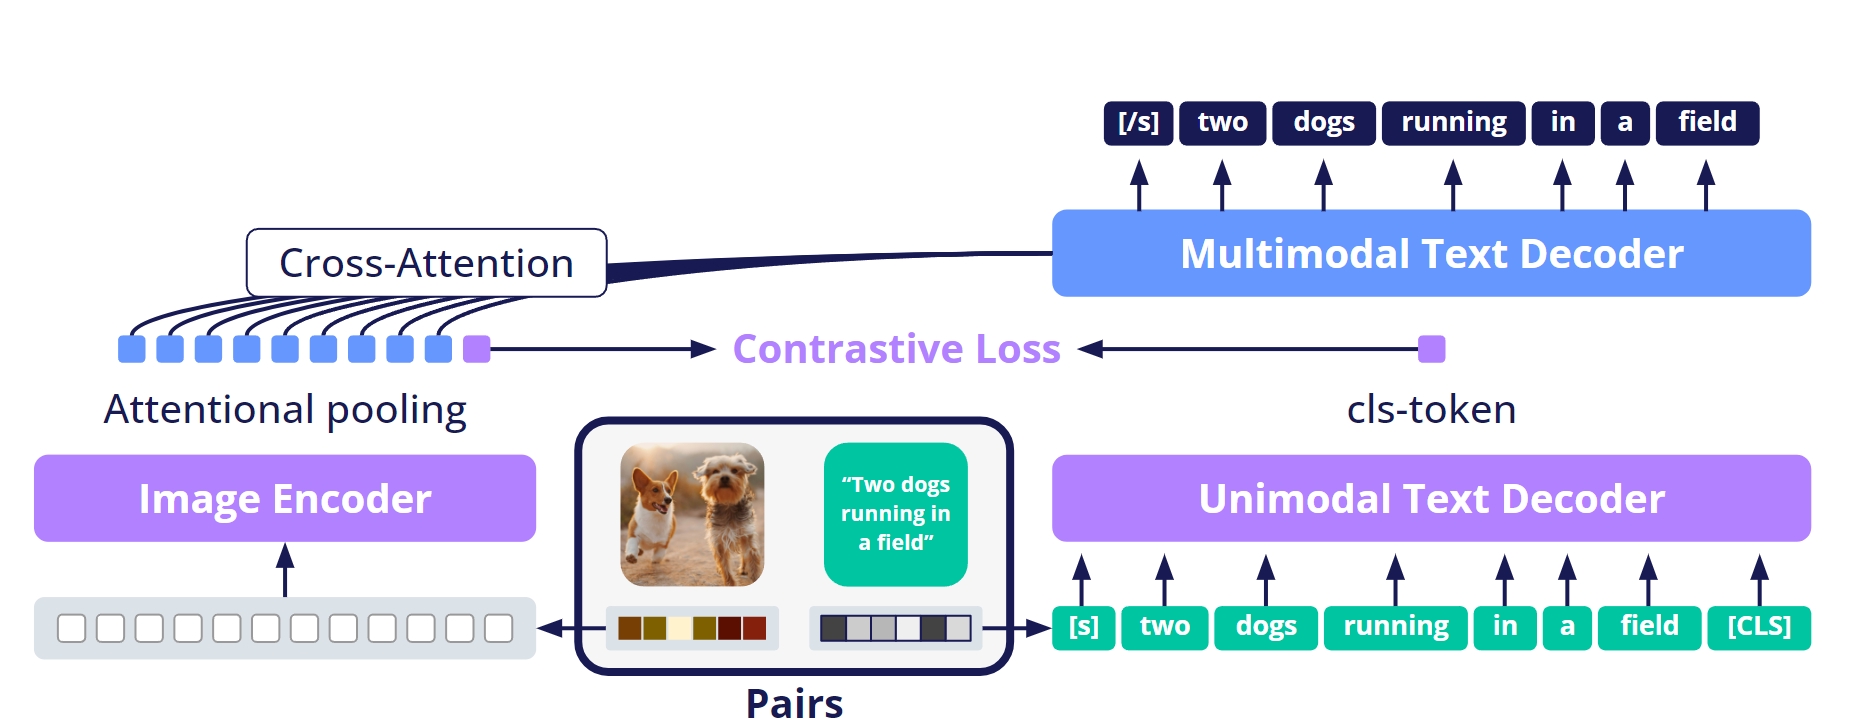 [/s] two dogs running in a field
Multimodal Text Decoder
Cross-Attention
Contrastive Loss
Attentional pooling
cls-token
Image Encoder
“Two dogs
running in
a field”
Unimodal Text Decoder
[s] two dogs running in a field [CLS]
Pairs